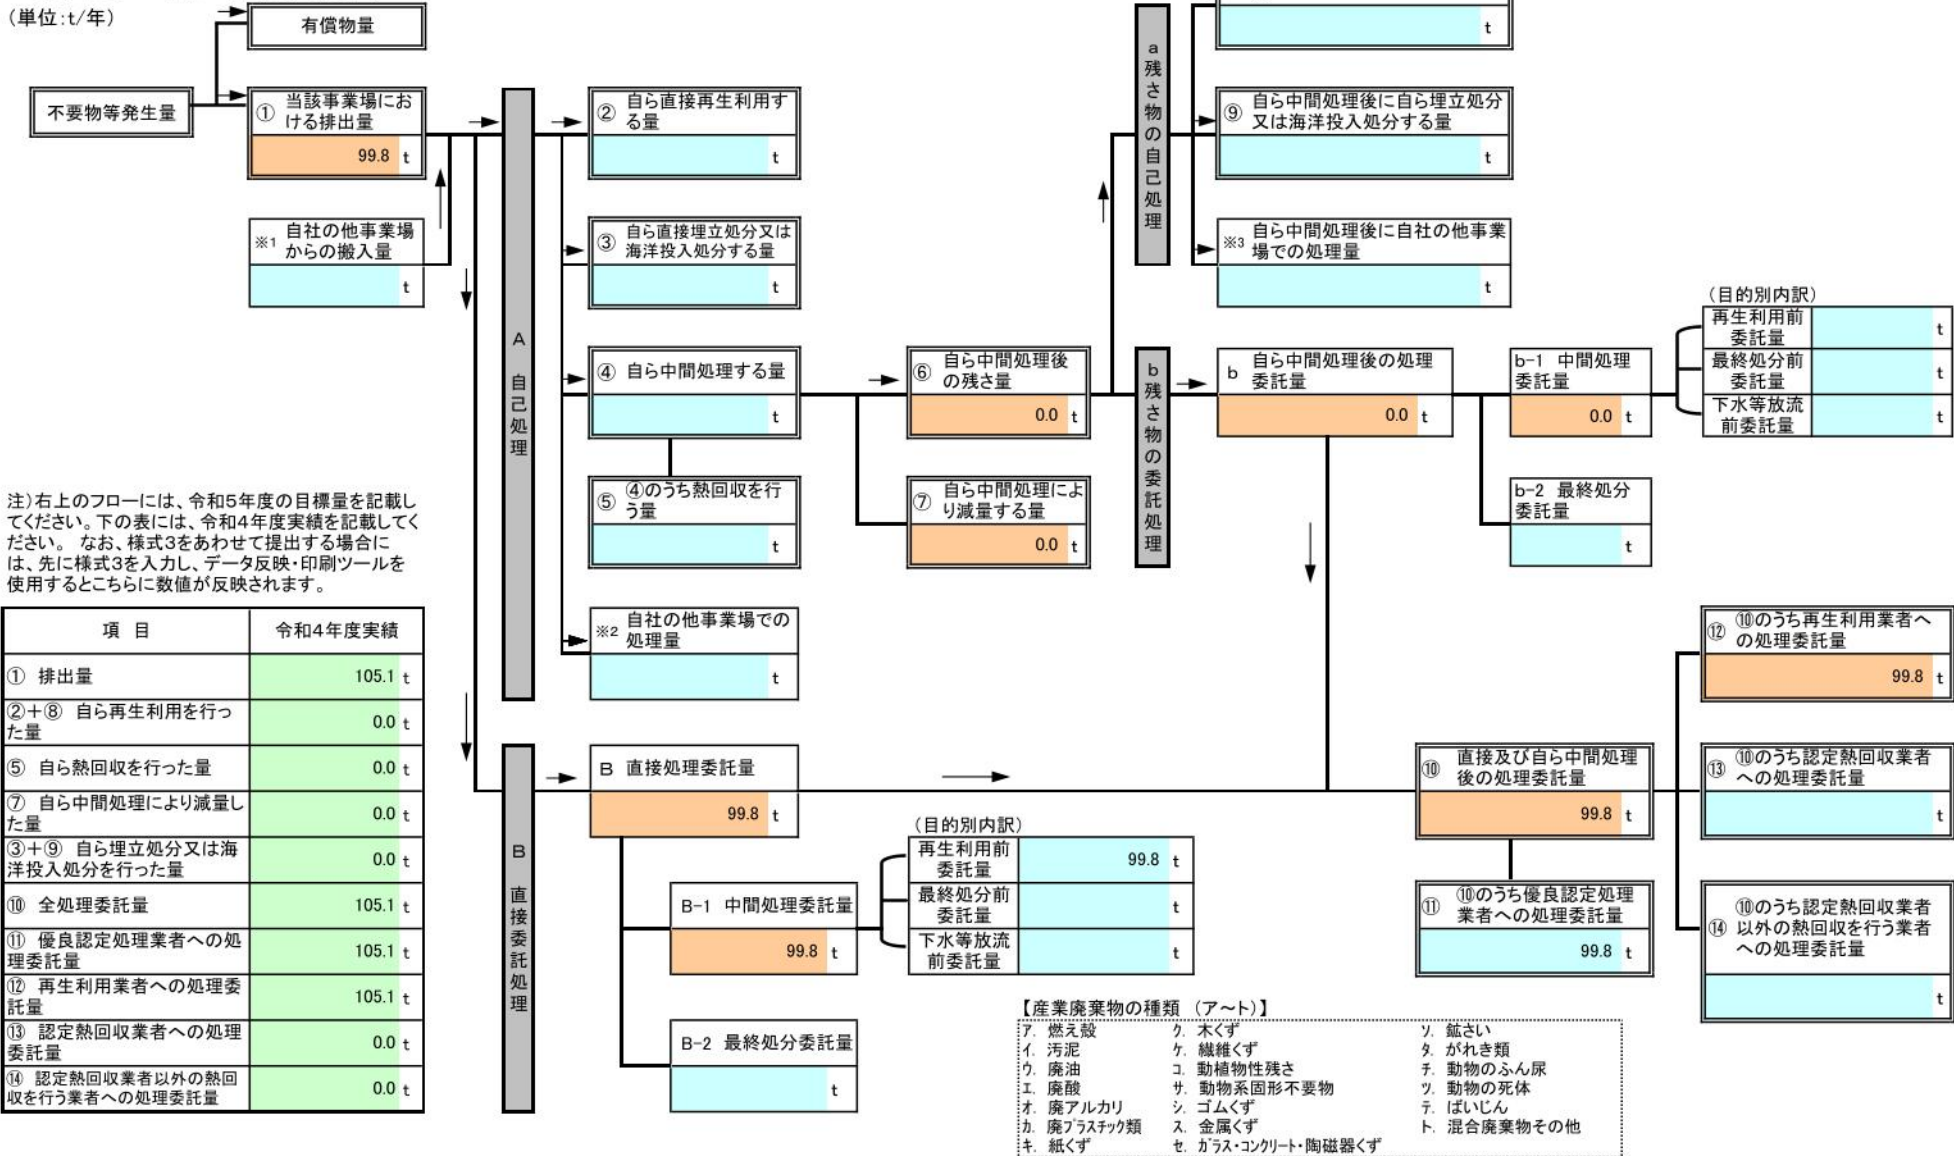 (単位:t/年)
有償物量
不要物等発生量
① 当該事業場にお
ける排出量
99.8 t
※1 自社の他事業場
からの搬入量
t
A 自己処理
② 自ら直接再生利用す
る量
t
③ 自ら直接埋立処分又は
海洋投入処分する量
t
④ 自ら中間処理する量
t
⑤ ④のうち熱回収を行
う量
t
※2 自社の他事業場での
処理量
t
⑥ 自ら中間処理後
の残さ量
0.0 t
⑦ 自ら中間処理によ
り減量する量
0.0 t
a 残さ物の自己処理
t
⑨ 自ら中間処理後に自ら埋立処分
又は海洋投入処分する量
t
※3 自ら中間処理後に自社の他事業
場での処理量
t
b 残さ物の委託処理
b 自ら中間処理後の処理
委託量
0.0 t
b-1 中間処理
委託量
0.0 t
(目的別内訳)
再生利用前
委託量
t
最終処分前
委託量
t
下水等放流
前委託量
t
b-2 最終処分
委託量
t
注)右上のフローには、令和5年度の目標量を記載し
てください。下の表には、令和4年度実績を記載してく
ださい。 なお、様式3をあわせて提出する場合に
は、先に様式3を入力し、データ反映・印刷ツールを
使用するとこちらに数値が反映されます。
項 目 令和4年度実績
① 排出量 105.1 t
②+⑧ 自ら再生利用を行っ
た量 0.0 t
⑤ 自ら熱回収を行った量 0.0 t
⑦ 自ら中間処理により減量し
た量 0.0 t
③+⑨ 自ら埋立処分又は海
洋投入処分を行った量 0.0 t
⑩ 全処理委託量 105.1 t
⑪ 優良認定処理業者への処
理委託量 105.1 t
⑫ 再生利用業者への処理委
託量 105.1 t
⑬ 認定熱回収業者への処理
委託量 0.0 t
⑭ 認定熱回収業者以外の熱回
収を行う業者への処理委託量 0.0 t
B 直接委託処理
B 直接処理委託量
99.8 t
B-1 中間処理委託量
99.8 t
(目的別内訳)
再生利用前
委託量
99.8 t
最終処分前
委託量
t
下水等放流
前委託量
t
B-2 最終処分委託量
t
⑩ 直接及び自ら中間処理
後の処理委託量
99.8 t
⑪ ⑩のうち優良認定処理
業者への処理委託量
99.8 t
⑫ ⑩のうち再生利用業者へ
の処理委託量
99.8 t
⑬ ⑩のうち認定熱回収業者
への処理委託量
t
⑭ ⑩のうち認定熱回収業者
以外の熱回収を行う業者
への処理委託量
t
【産業廃棄物の種類 (ア~ト)】
ア. 燃え殻 ク. 木くず ソ. 鉱さい
イ. 汚泥 ケ. 繊維くず タ. がれき類
ウ. 廃油 コ. 動植物性残さ チ. 動物のふん尿
エ. 廃酸 サ. 動物系固形不要物 ツ. 動物の死体
オ. 廃アルカリ シ. ゴムくず テ. ばいじん
カ. 廃プラスチック類 ス. 金属くず ト. 混合廃棄物その他
キ. 紙くず セ. ガラス・コンクリート・陶磁器くず